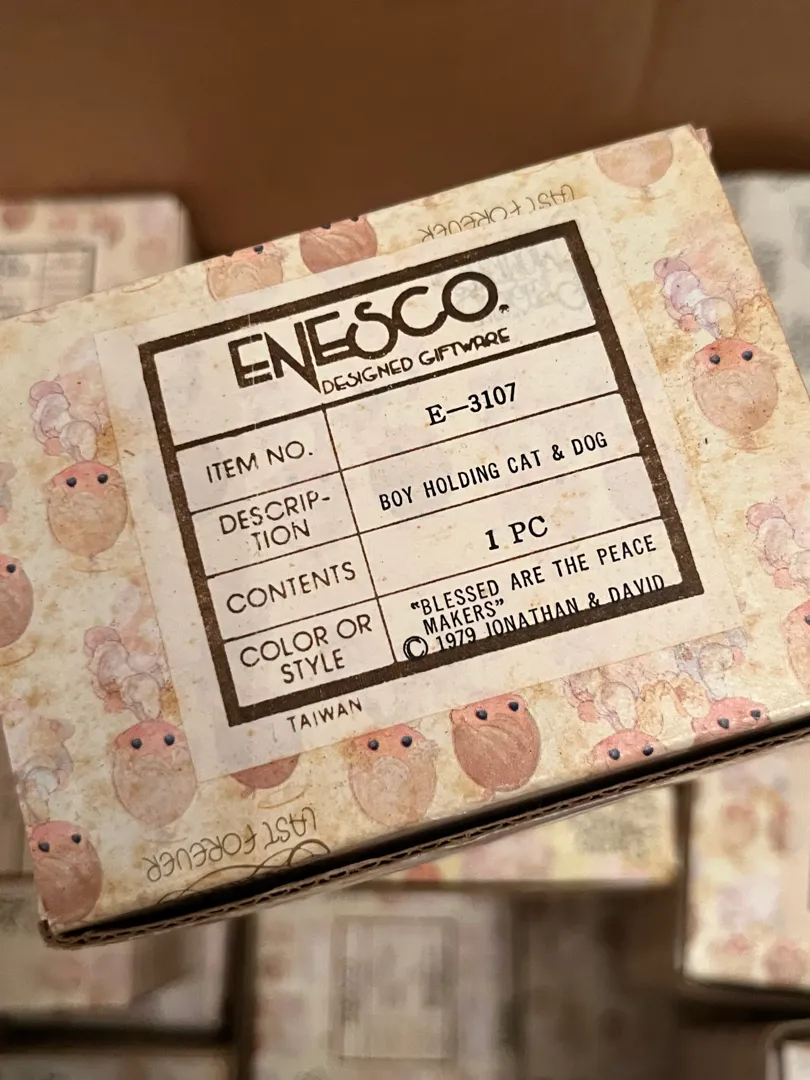 LAST FOREVER
ENESCO.
DESIGNED GIFTWARE
ITEM NO. E—3107
DESCRIP-
TION BOY HOLDING CAT & DOG
CONTENTS 1 PC
COLOR OR
STYLE "BLESSED ARE THE PEACE
MAKERS"
© 1979 JONATHAN & DAVID
TAIWAN
LAST FOREVER